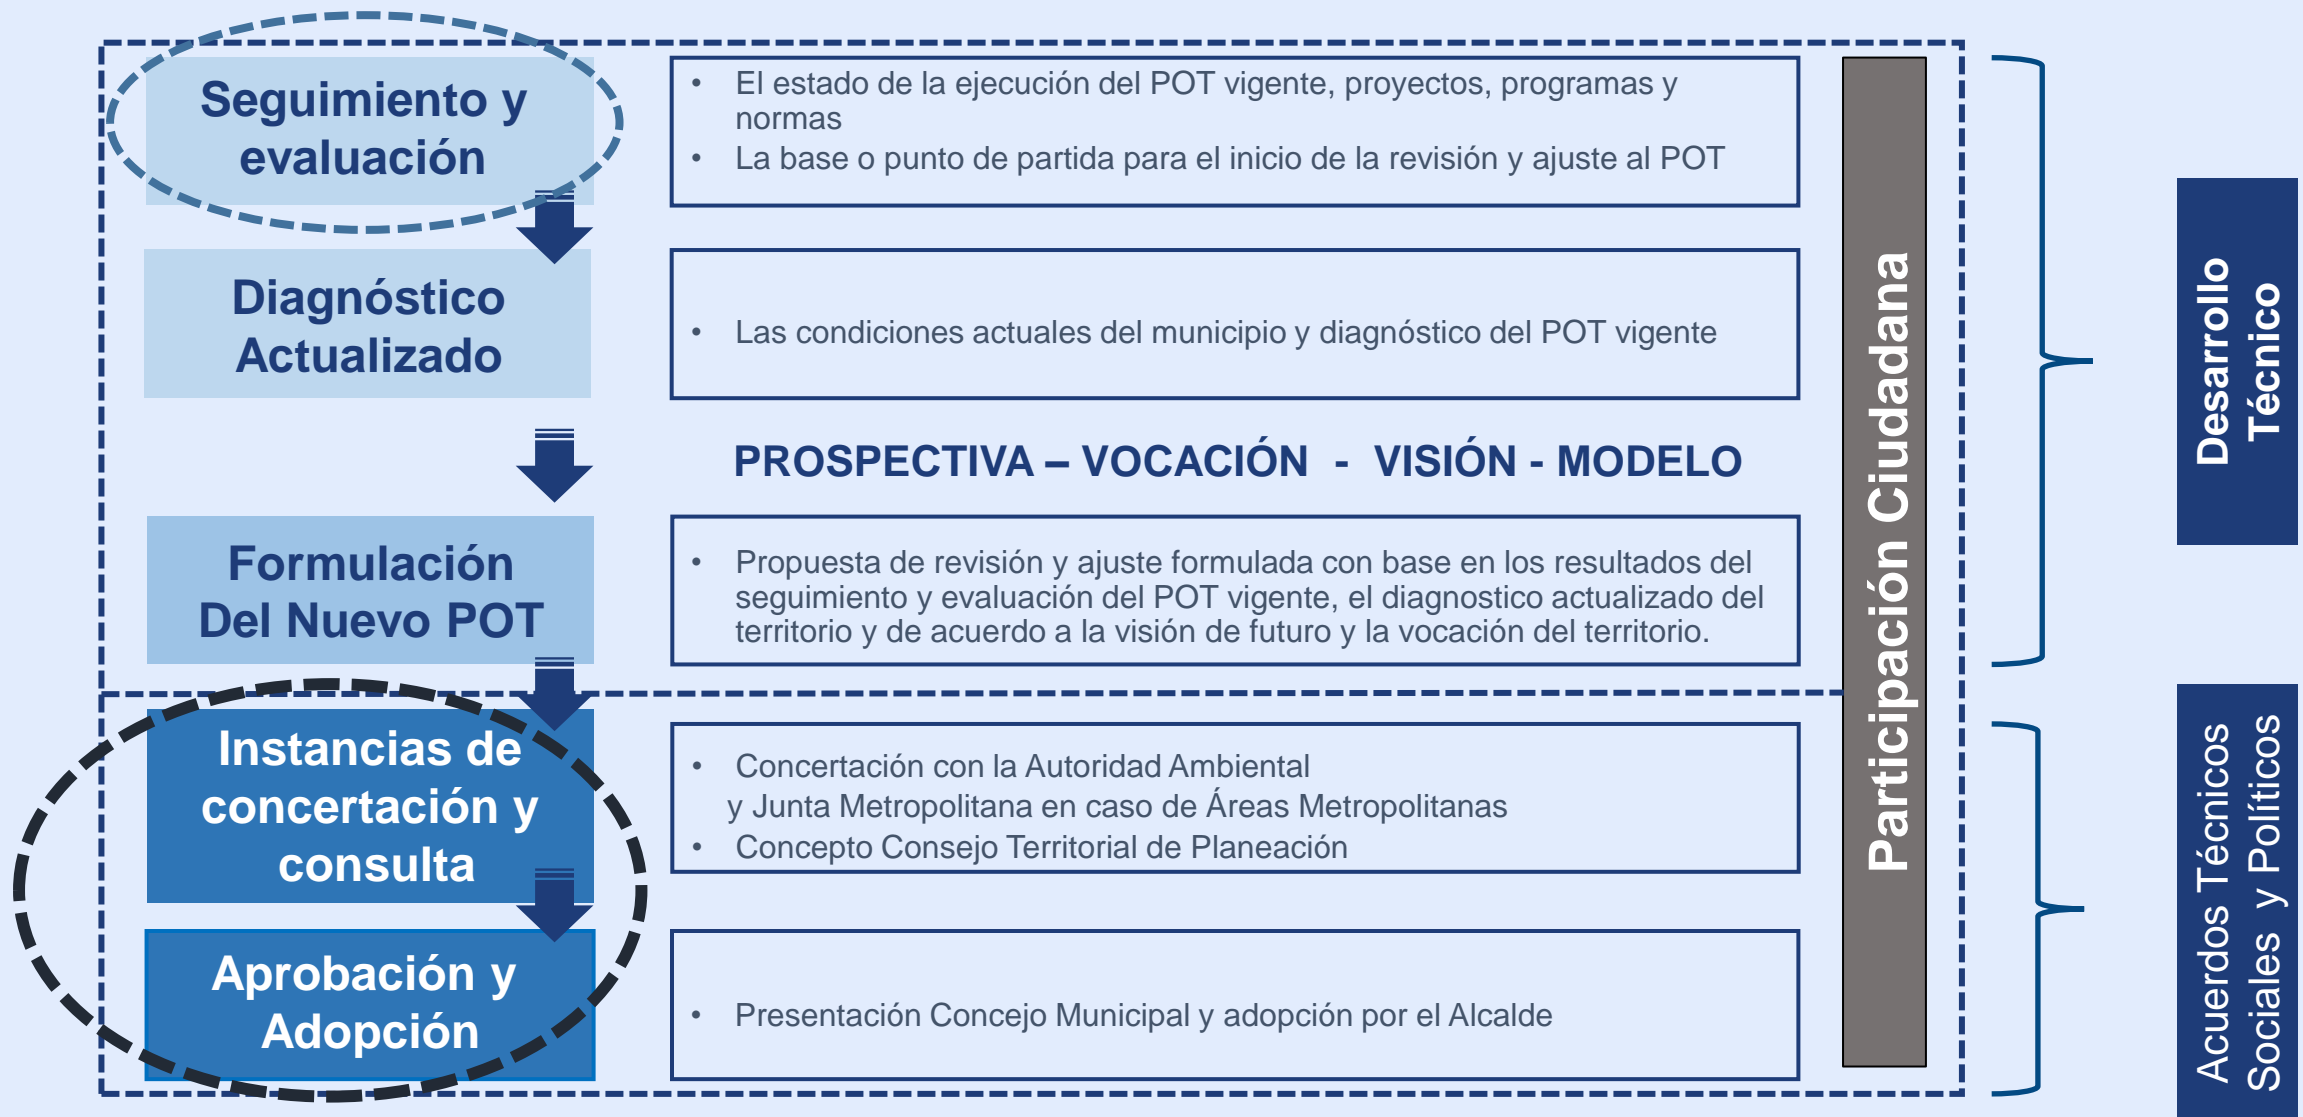 Seguimiento y
evaluación
• El estado de la ejecución del POT vigente, proyectos, programas y
normas
• La base o punto de partida para el inicio de la revisión y ajuste al POT
Diagnóstico
Actualizado
• Las condiciones actuales del municipio y diagnóstico del POT vigente
PROSPECTIVA – VOCACIÓN - VISIÓN - MODELO
Formulación
Del Nuevo POT
• Propuesta de revisión y ajuste formulada con base en los resultados del
seguimiento y evaluación del POT vigente, el diagnostico actualizado del
territorio y de acuerdo a la visión de futuro y la vocación del territorio.
Instancias de
concertación y
consulta
• Concertación con la Autoridad Ambiental
y Junta Metropolitana en caso de Áreas Metropolitanas
• Concepto Consejo Territorial de Planeación
Aprobación y
Adopción
• Presentación Concejo Municipal y adopción por el Alcalde
Participación Ciudadana
Desarrollo
Técnico
Acuerdos Técnicos
Sociales y Políticos